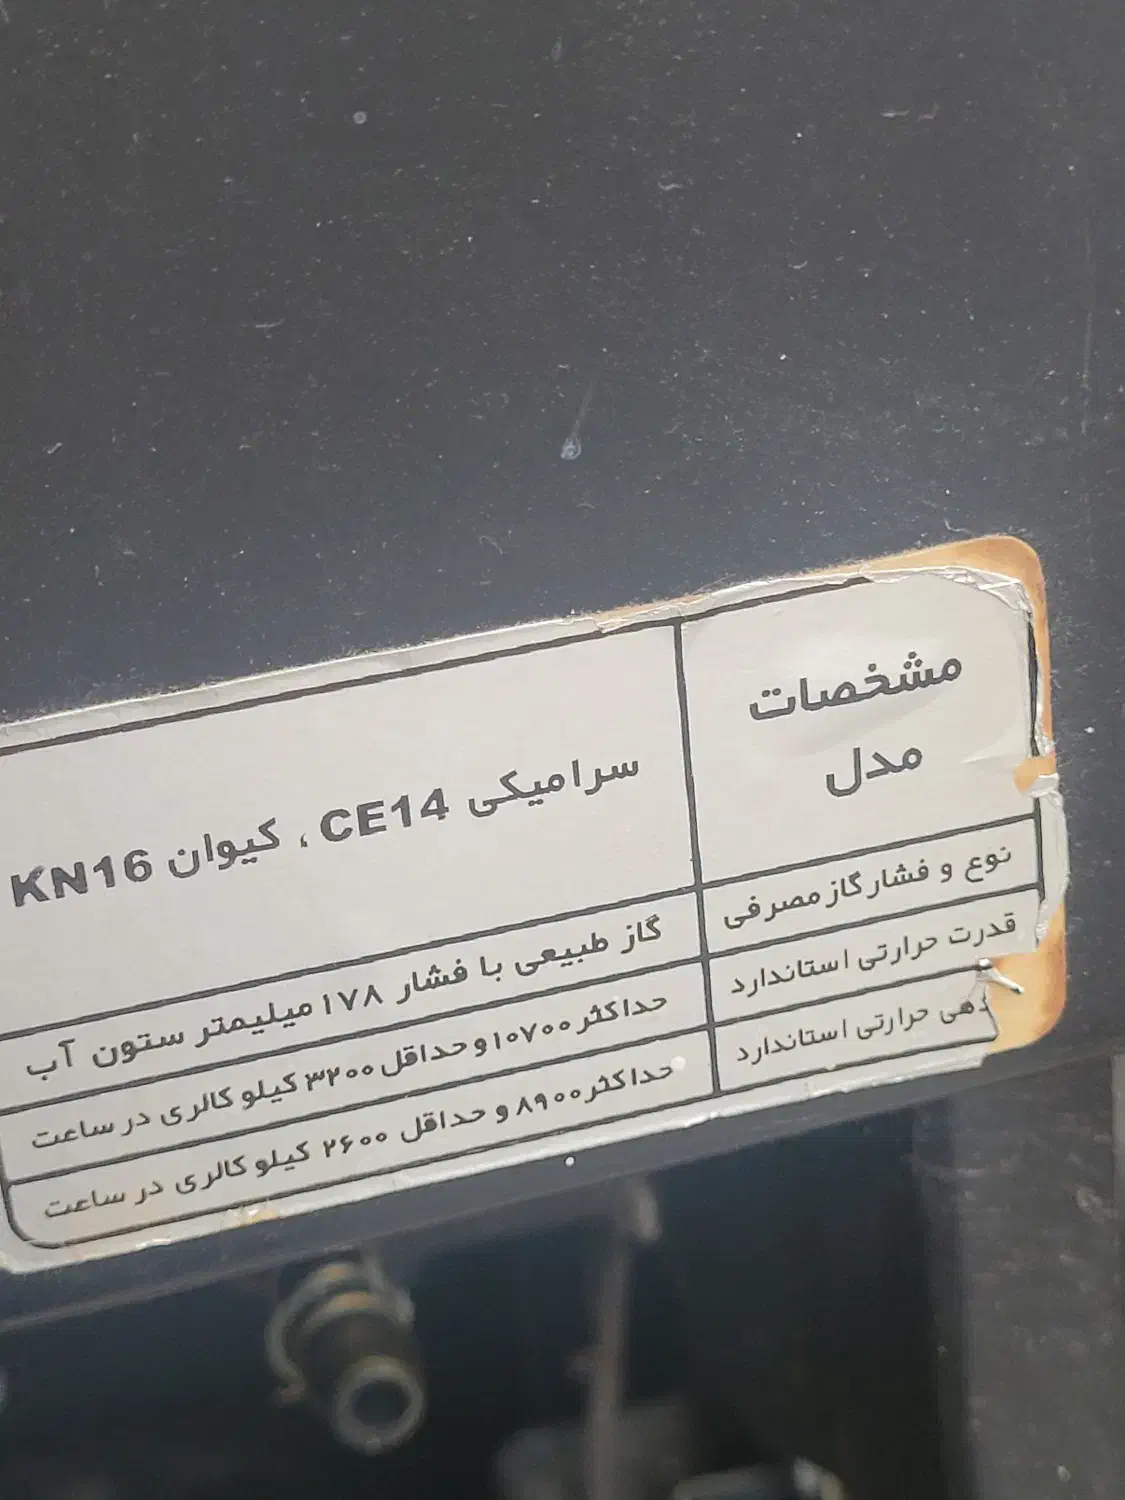 مشخصات
مدل
سرامیکی CE14 ، کیوان KN16
نوع و فشار گاز مصرفی
گاز طبیعی با فشار ۱۷۸ میلیمتر ستون آب
قدرت حرارتی استاندارد
حداکثر ۱۰۷۰۰ و حداقل ۳۲۰۰ کیلو کالری در ساعت
دهی حرارتی استاندارد
حداکثر ۸۹۰۰ و حداقل ۲۶۰۰ کیلو کالری در ساعت